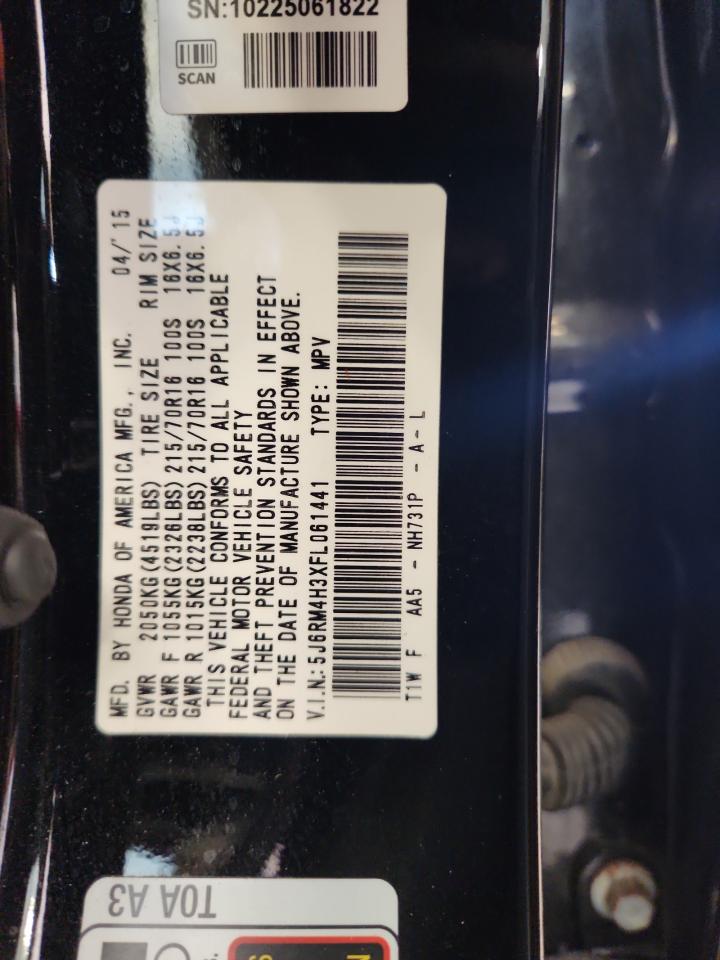 SN:10225061822
SCAN
MFD. BY HONDA OF AMERICA MFG., INC. 04/'15
GVWR 2050KG(4519LBS) TIRE SIZE RIM SIZE
GAWR F 1055KG(2326LBS) 215/70R16 100S 16X6.5J
GAWR R 1015KG(2238LBS) 215/70R16 100S 16X6.5J
THIS VEHICLE CONFORMS TO ALL APPLICABLE
FEDERAL MOTOR VEHICLE SAFETY
AND THEFT PREVENTION STANDARDS IN EFFECT
ON THE DATE OF MANUFACTURE SHOWN ABOVE.
V.I.N.:5J6RM4H3XFL061441 TYPE: MPV
T1W F AA5 - NH731P - A - L
T0A A3